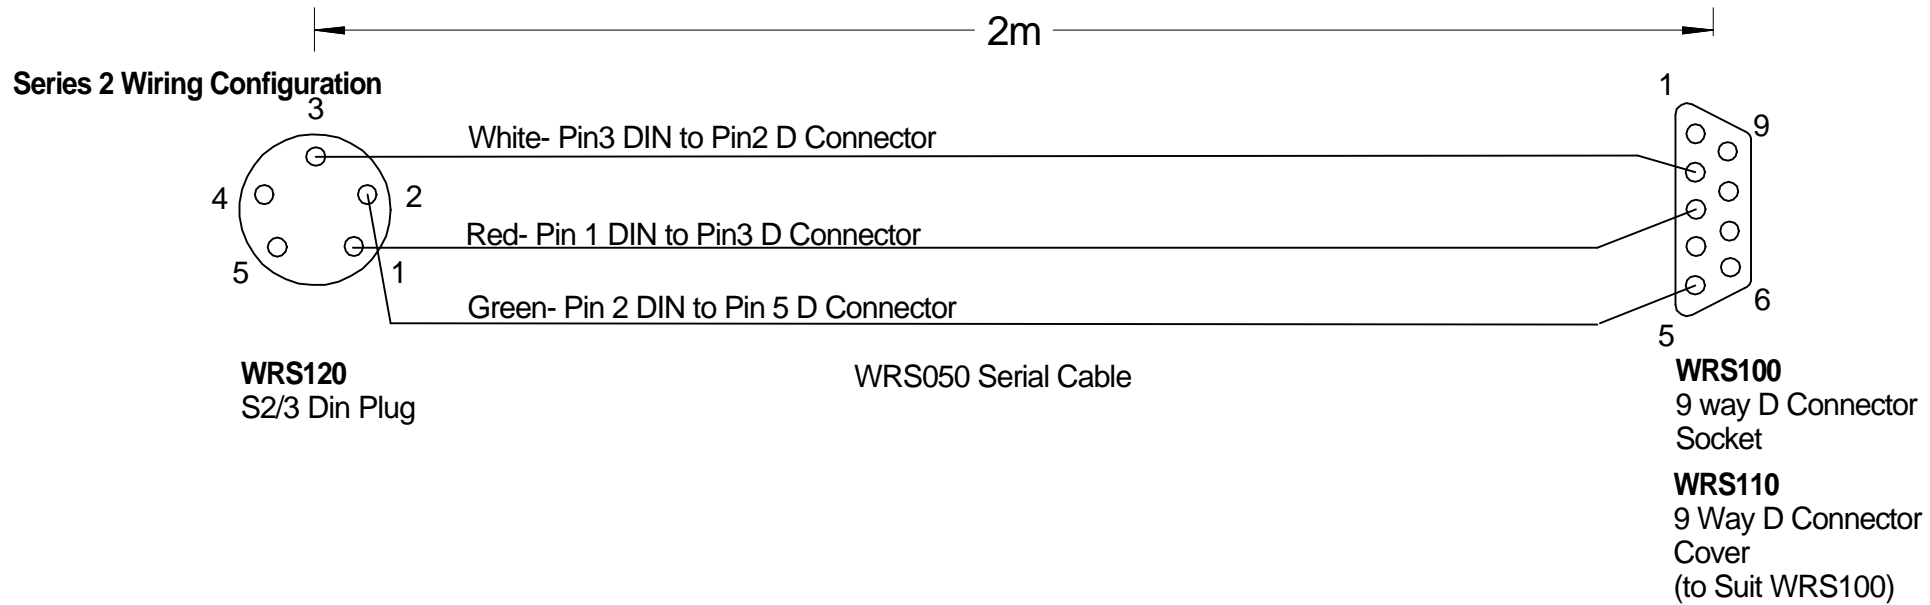 2m
Series 2 Wiring Configuration
3
1
9
White- Pin3 DIN to Pin2 D Connector
4
2
Red- Pin 1 DIN to Pin3 D Connector
5
1
Green- Pin 2 DIN to Pin 5 D Connector
6
5
WRS120
S2/3 Din Plug
WRS050 Serial Cable
WRS100
9 way D Connector
Socket
WRS110
9 Way D Connector
Cover
(to Suit WRS100)